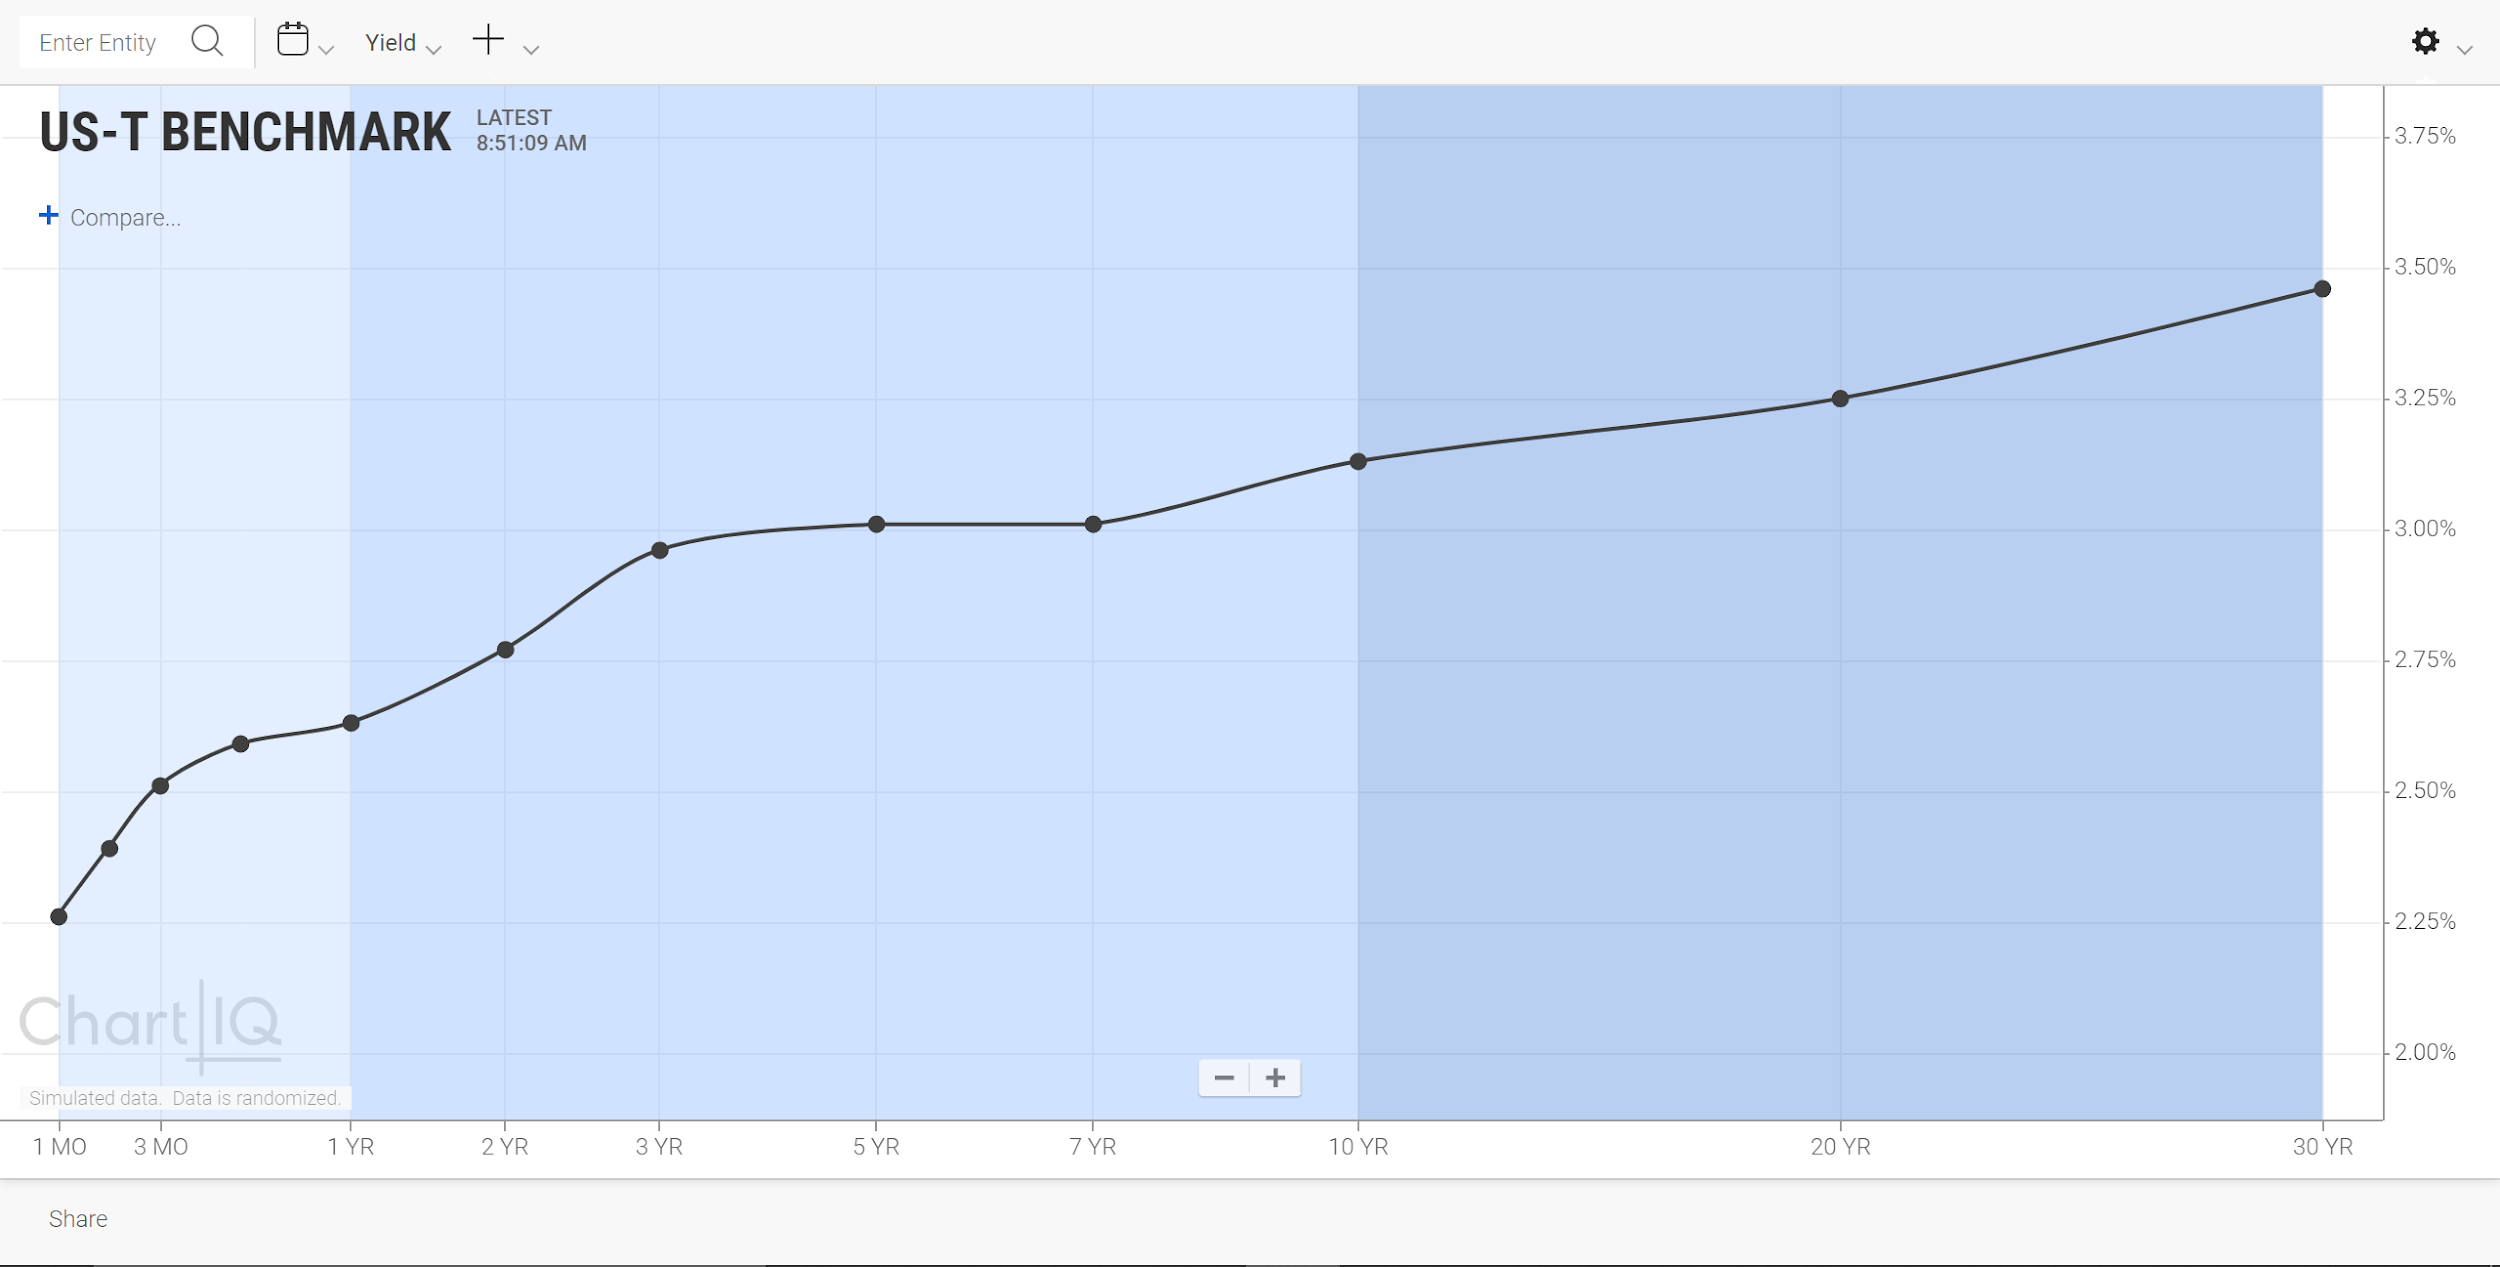 Enter Entity
Yield
US-T BENCHMARK
LATEST
8:51:09 AM
Compare...
3.75%
3.50%
3.25%
3.00%
2.75%
2.50%
2.25%
2.00%
Chart IQ
Simulated data. Data is randomized.
1 MO 3 MO 1 YR 2 YR 3 YR 5 YR 7 YR 10 YR 20 YR 30 YR
Share